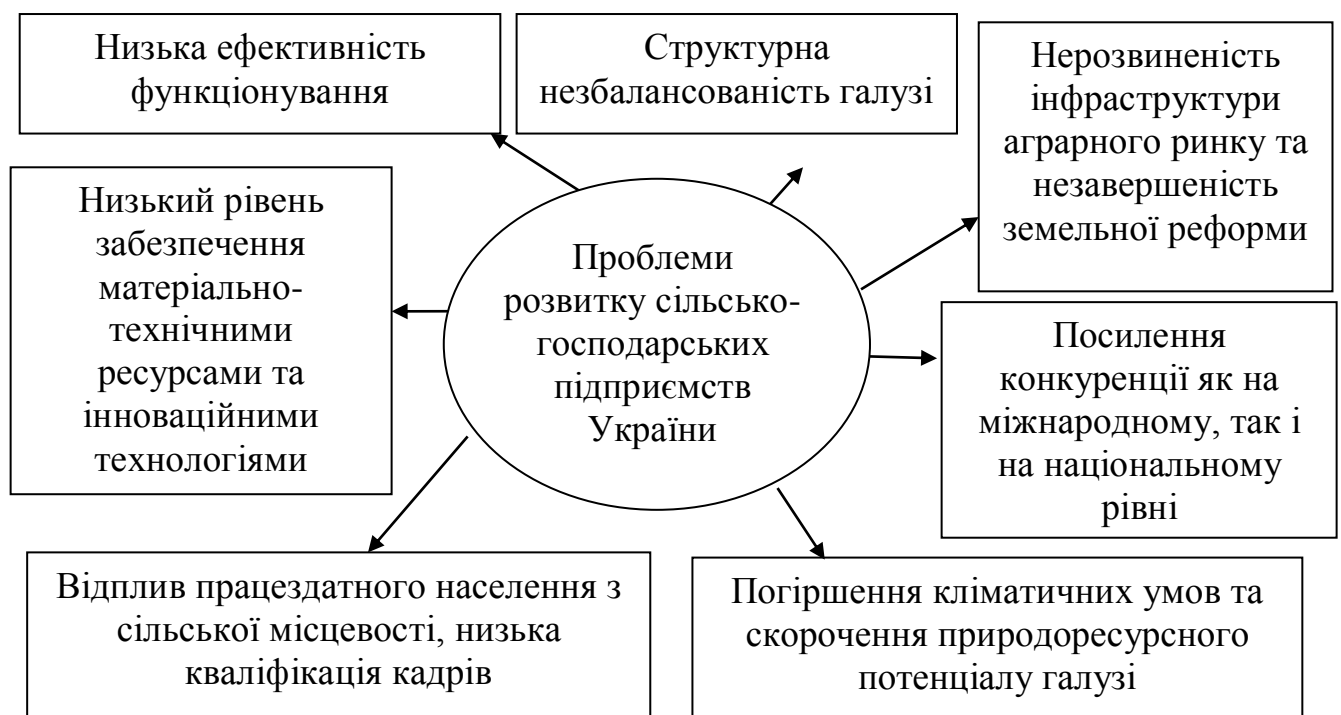 Низька ефективність
функціонування
Структурна
незбалансованість галузі
Нерозвиненість
інфраструктури
аграрного ринку та
незавершеність
земельної реформи
Низький рівень
забезпечення
матеріально-
технічними
ресурсами та
інноваційними
технологіями
Проблеми
розвитку сільсько-
господарських
підприємств
України
Посилення
конкуренції як на
міжнародному, так і
на національному
рівні
Відплив працездатного населення з
сільської місцевості, низька
кваліфікація кадрів
Погіршення кліматичних умов та
скорочення природоресурсного
потенціалу галузі